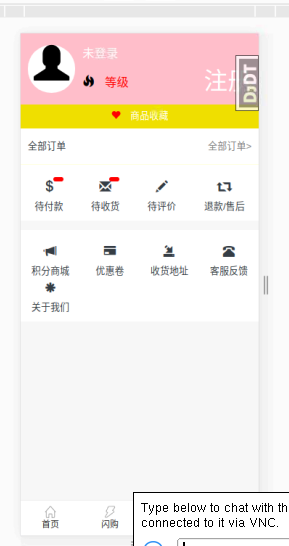 未登录
等级
注册
DJDT
商品收藏
全部订单 全部订单>
待付款 待收货 待评价 退款/售后
积分商城 优惠卷 收货地址 客服反馈
关于我们
首页 闪购
Type below to chat with th
connected to it via VNC.